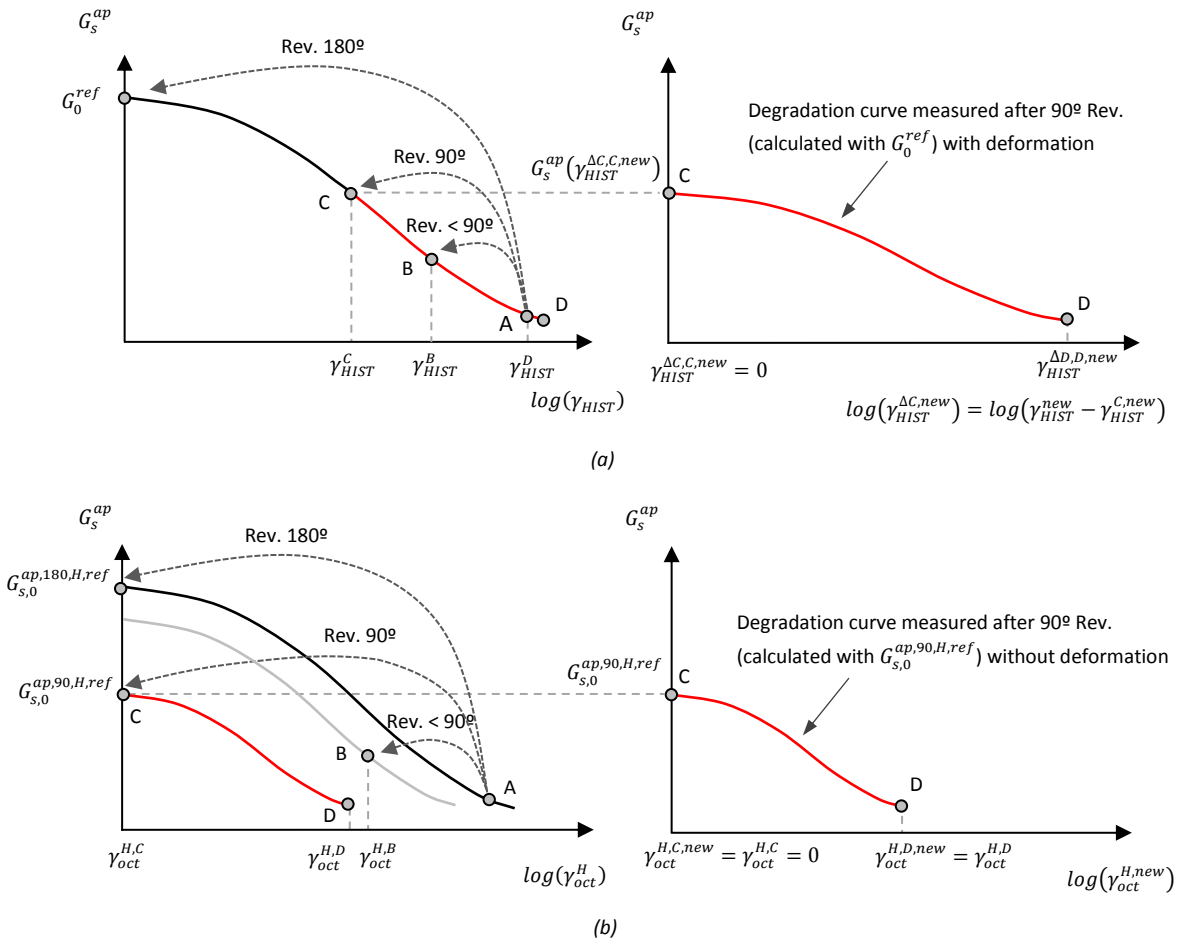 G_s^{ap}
Rev. 180º
G_0^{ref}
Rev. 90º
C
Rev. < 90º
B
A
D
γ_{HIST}^{C}
γ_{HIST}^{B}
γ_{HIST}^{D}
log(γ_{HIST})
G_s^{ap}
Degradation curve measured after 90º Rev.
(calculated with G_0^{ref}) with deformation
G_s^{ap}(γ_{HIST}^{ΔC,C,new})
C
D
γ_{HIST}^{ΔC,C,new} = 0
γ_{HIST}^{ΔD,D,new}
log(γ_{HIST}^{ΔC,new}) = log(γ_{HIST}^{new} − γ_{HIST}^{C,new})
(a)
G_s^{ap}
Rev. 180º
G_{s,0}^{ap,180,H,ref}
Rev. 90º
G_{s,0}^{ap,90,H,ref}
C
Rev. < 90º
B
A
D
γ_{oct}^{H,C}
γ_{oct}^{H,D}
γ_{oct}^{H,B}
log(γ_{oct}^{H})
G_s^{ap}
Degradation curve measured after 90º Rev.
(calculated with G_{s,0}^{ap,90,H,ref}) without deformation
G_{s,0}^{ap,90,H,ref}
C
D
γ_{oct}^{H,C,new} = γ_{oct}^{H,C} = 0
γ_{oct}^{H,D,new} = γ_{oct}^{H,D}
log(γ_{oct}^{H,new})
(b)